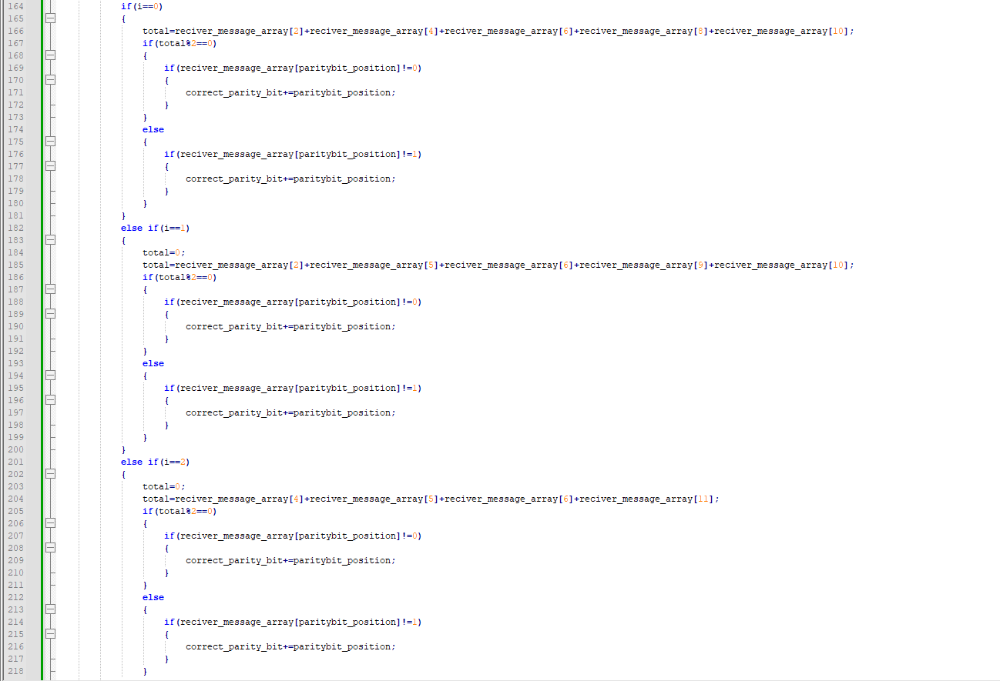 164 if(i==0)
165 {
166 total=reciver_message_array[2]+reciver_message_array[4]+reciver_message_array[6]+reciver_message_array[8]+reciver_message_array[10];
167 if(total%2==0)
168 {
169 if(reciver_message_array[paritybit_position]!=0)
170 {
171 correct_parity_bit+=paritybit_position;
172 }
173 }
174 else
175 {
176 if(reciver_message_array[paritybit_position]!=1)
177 {
178 correct_parity_bit+=paritybit_position;
179 }
180 }
181 }
182 else if(i==1)
183 {
184 total=0;
185 total=reciver_message_array[2]+reciver_message_array[5]+reciver_message_array[6]+reciver_message_array[9]+reciver_message_array[10];
186 if(total%2==0)
187 {
188 if(reciver_message_array[paritybit_position]!=0)
189 {
190 correct_parity_bit+=paritybit_position;
191 }
192 }
193 else
194 {
195 if(reciver_message_array[paritybit_position]!=1)
196 {
197 correct_parity_bit+=paritybit_position;
198 }
199 }
200 }
201 else if(i==2)
202 {
203 total=0;
204 total=reciver_message_array[4]+reciver_message_array[5]+reciver_message_array[6]+reciver_message_array[11];
205 if(total%2==0)
206 {
207 if(reciver_message_array[paritybit_position]!=0)
208 {
209 correct_parity_bit+=paritybit_position;
210 }
211 }
212 else
213 {
214 if(reciver_message_array[paritybit_position]!=1)
215 {
216 correct_parity_bit+=paritybit_position;
217 }
218 }